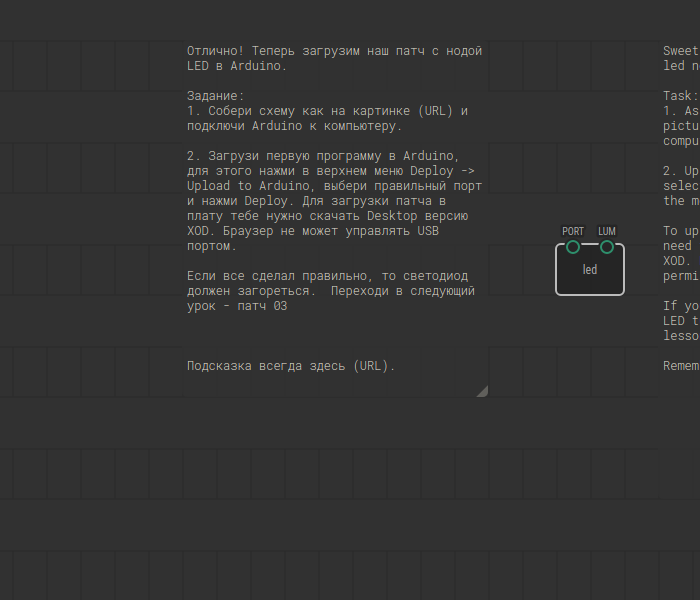 Отлично! Теперь загрузим наш патч с нодой
LED в Arduino.
Задание:
1. Собери схему как на картинке (URL) и
подключи Arduino к компьютеру.
2. Загрузи первую программу в Arduino,
для этого нажми в верхнем меню Deploy ->
Upload to Arduino, выбери правильный порт
и нажми Deploy. Для загрузки патча в
плату тебе нужно скачать Desktop версию
XOD. Браузер не может управлять USB
портом.
Если все сделал правильно, то светодиод
должен загореться. Переходи в следующий
урок - патч 03
Подсказка всегда здесь (URL).
PORT LUM
led
Sweet
led n
Task:
1. As
pictu
compu
2. Up
selec
the m
To up
need
XOD.
permi
If yo
LED t
lesso
Remem